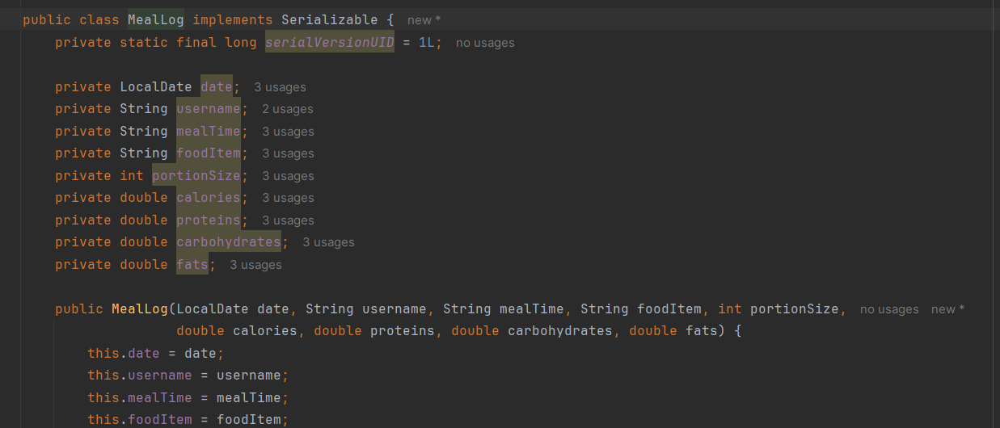 public class MealLog implements Serializable { new *
private static final long serialVersionUID = 1L; no usages
private LocalDate date; 3 usages
private String username; 2 usages
private String mealTime; 3 usages
private String foodItem; 3 usages
private int portionSize; 3 usages
private double calories; 3 usages
private double proteins; 3 usages
private double carbohydrates; 3 usages
private double fats; 3 usages
public MealLog(LocalDate date, String username, String mealTime, String foodItem, int portionSize, no usages new *
double calories, double proteins, double carbohydrates, double fats) {
this.date = date;
this.username = username;
this.mealTime = mealTime;
this.foodItem = foodItem;